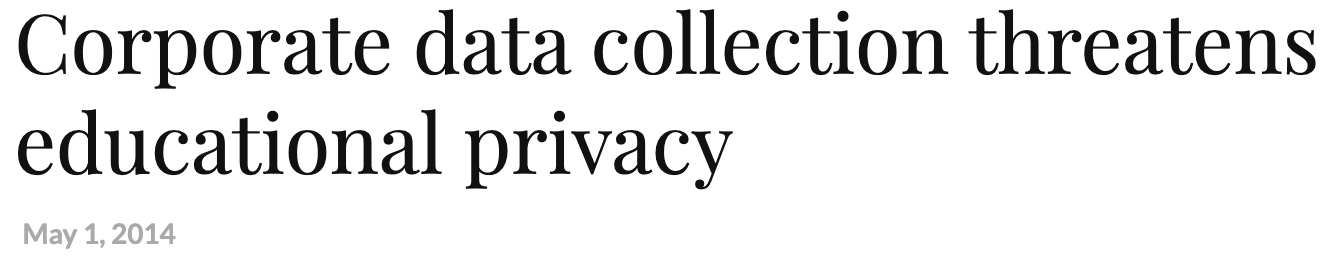 Corporate data collection threatens
educational privacy
May 1, 2014